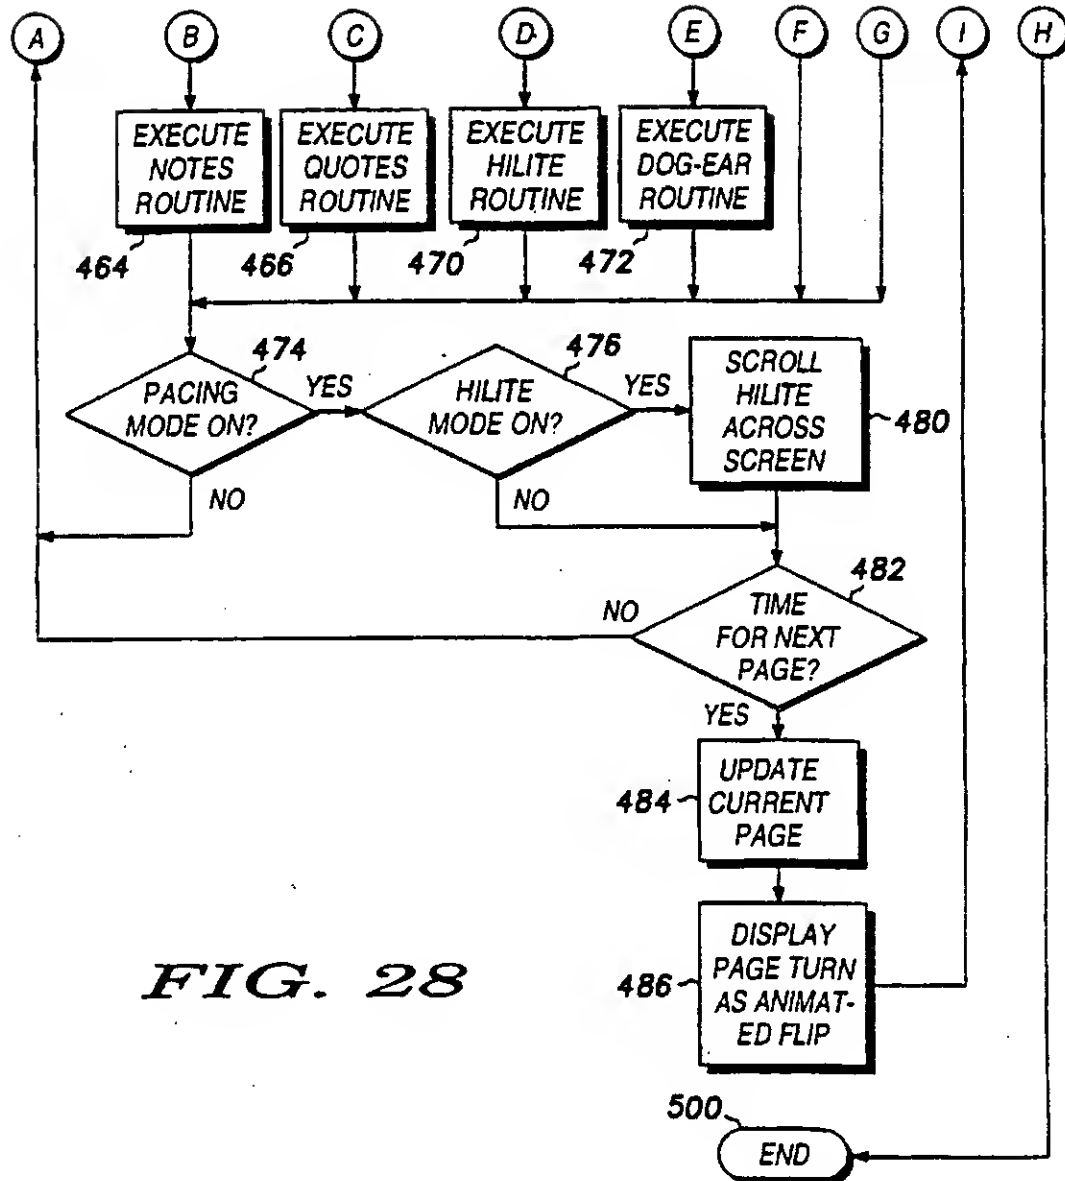 A B C D E F G I H
EXECUTE
NOTES
ROUTINE
EXECUTE
QUOTES
ROUTINE
EXECUTE
HILITE
ROUTINE
EXECUTE
DOG-EAR
ROUTINE
464
466
470
472
474
PACING
MODE ON?
YES
NO
476
HILITE
MODE ON?
YES
NO
SCROLL
HILITE
ACROSS
SCREEN
480
482
TIME
FOR NEXT
PAGE?
NO
YES
484
UPDATE
CURRENT
PAGE
486
DISPLAY
PAGE TURN
AS ANIMAT-
ED FLIP
FIG. 28
500
END